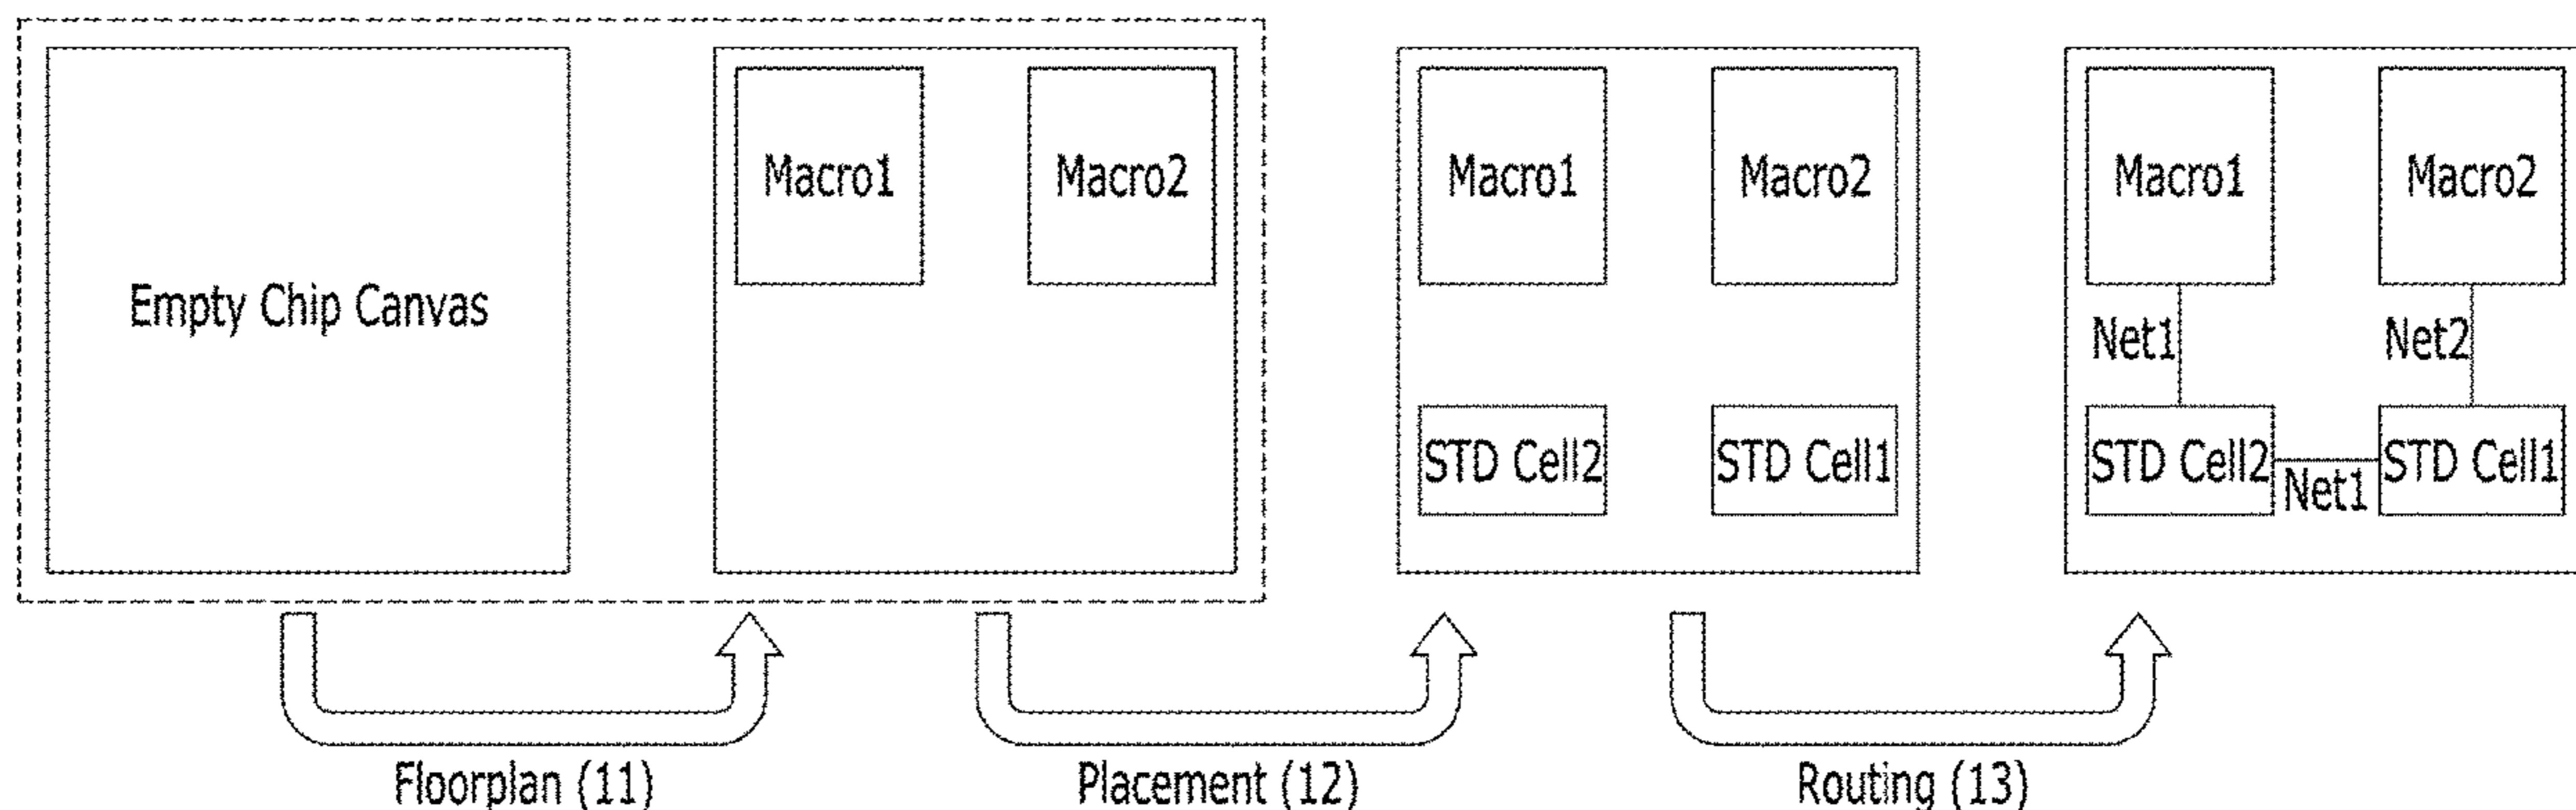 Empty Chip Canvas
Macro1
Macro2
Macro1
Macro2
STD Cell2
STD Cell1
Macro1
Macro2
Net1
Net2
STD Cell2
Net1
STD Cell1
Floorplan (11)
Placement (12)
Routing (13)